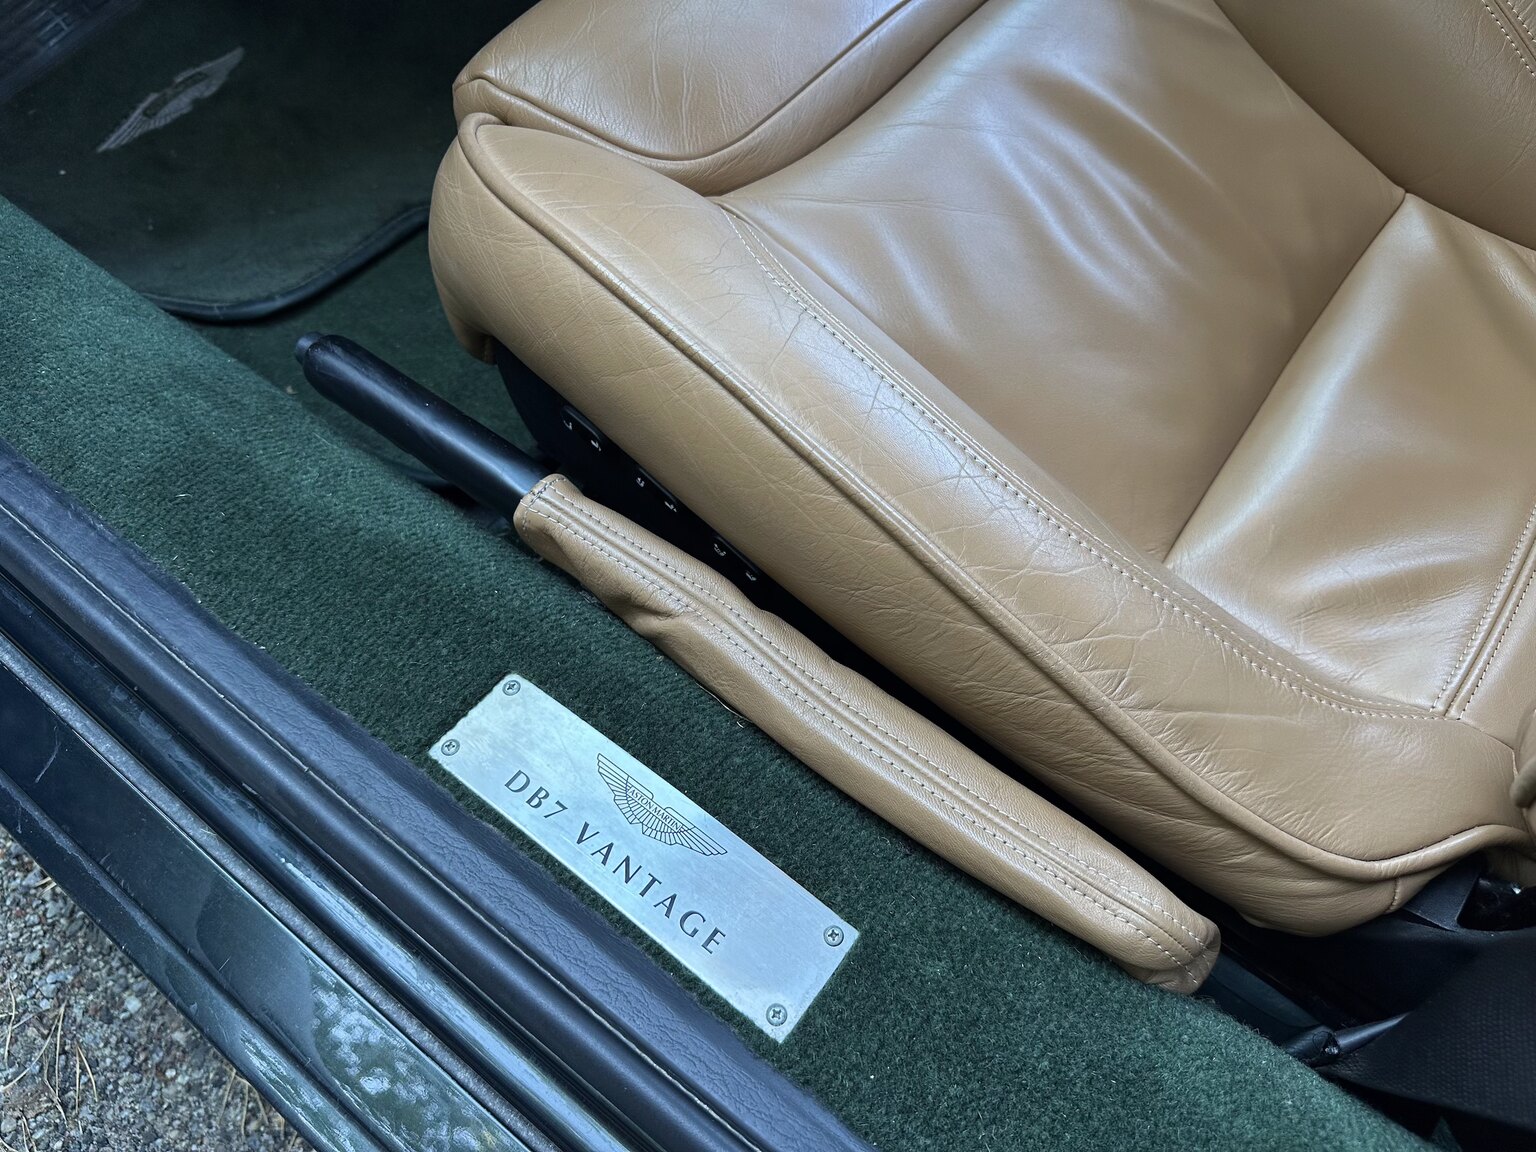 ASTON MARTIN
DB7 VANTAGE